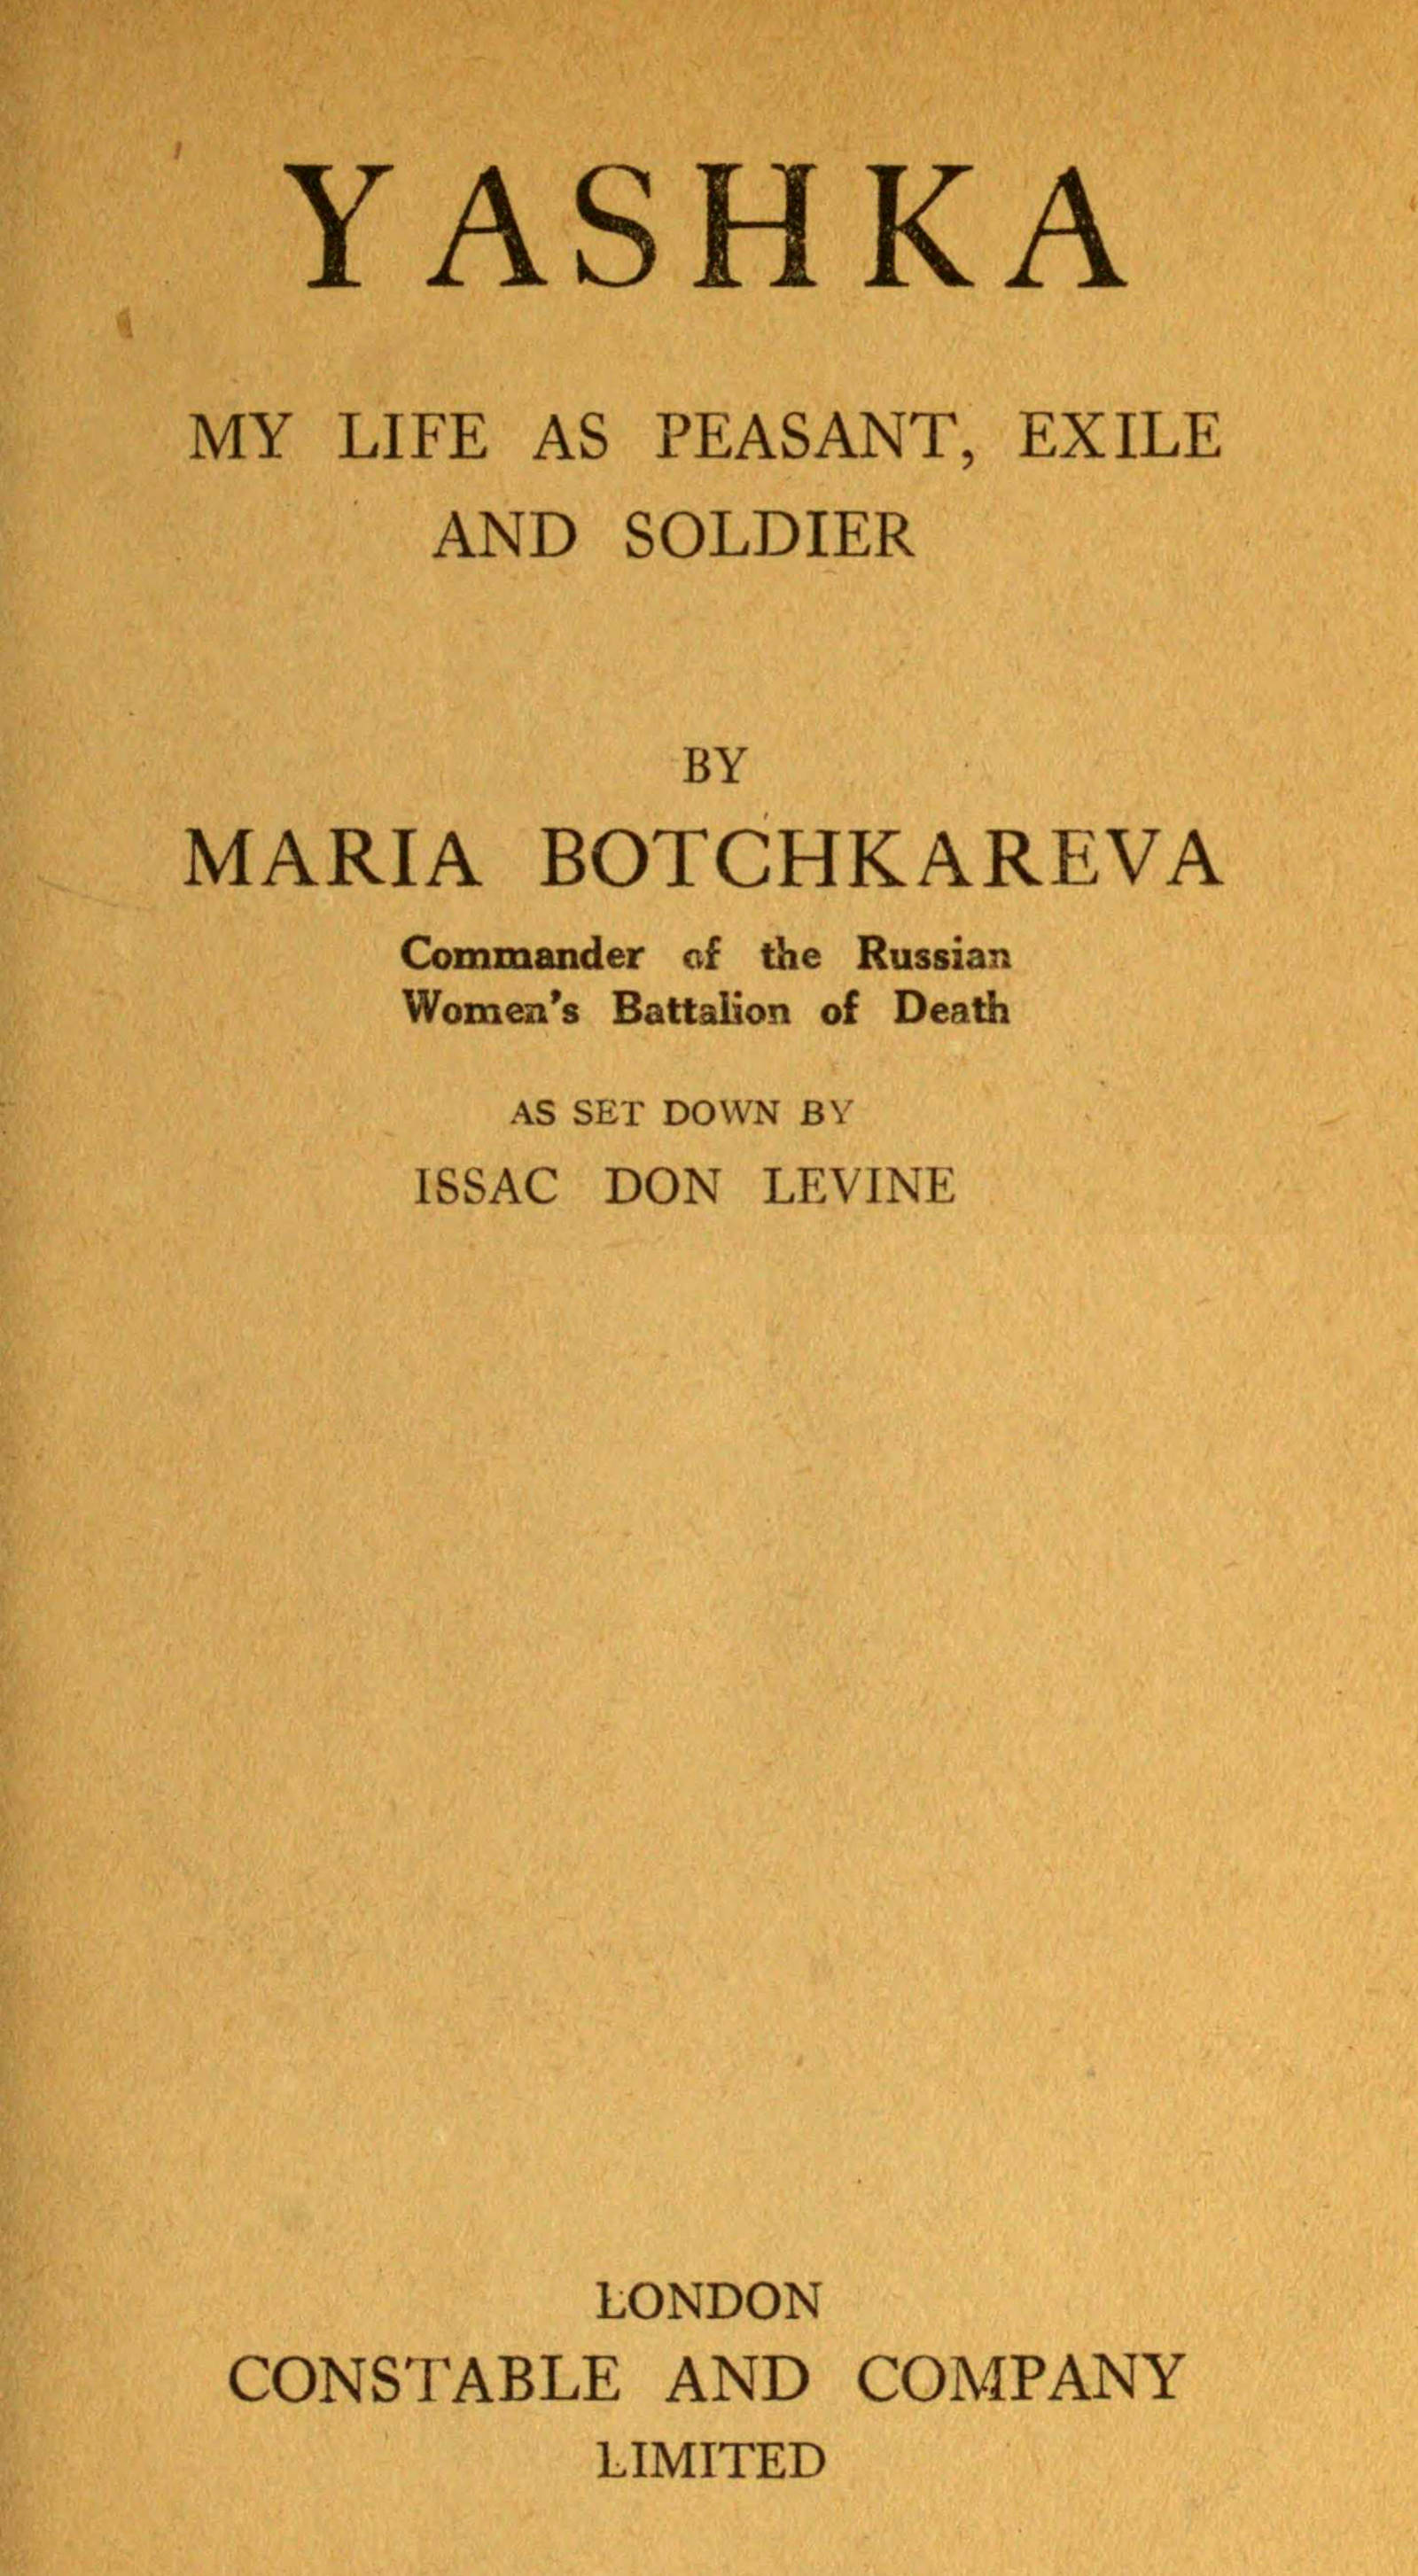 YASHKA
MY LIFE AS PEASANT, EXILE
AND SOLDIER
BY
MARIA BOTCHKAREVA
Commander of the Russian
Women's Battalion of Death
AS SET DOWN BY
ISSAC DON LEVINE
LONDON
CONSTABLE AND COMPANY
LIMITED